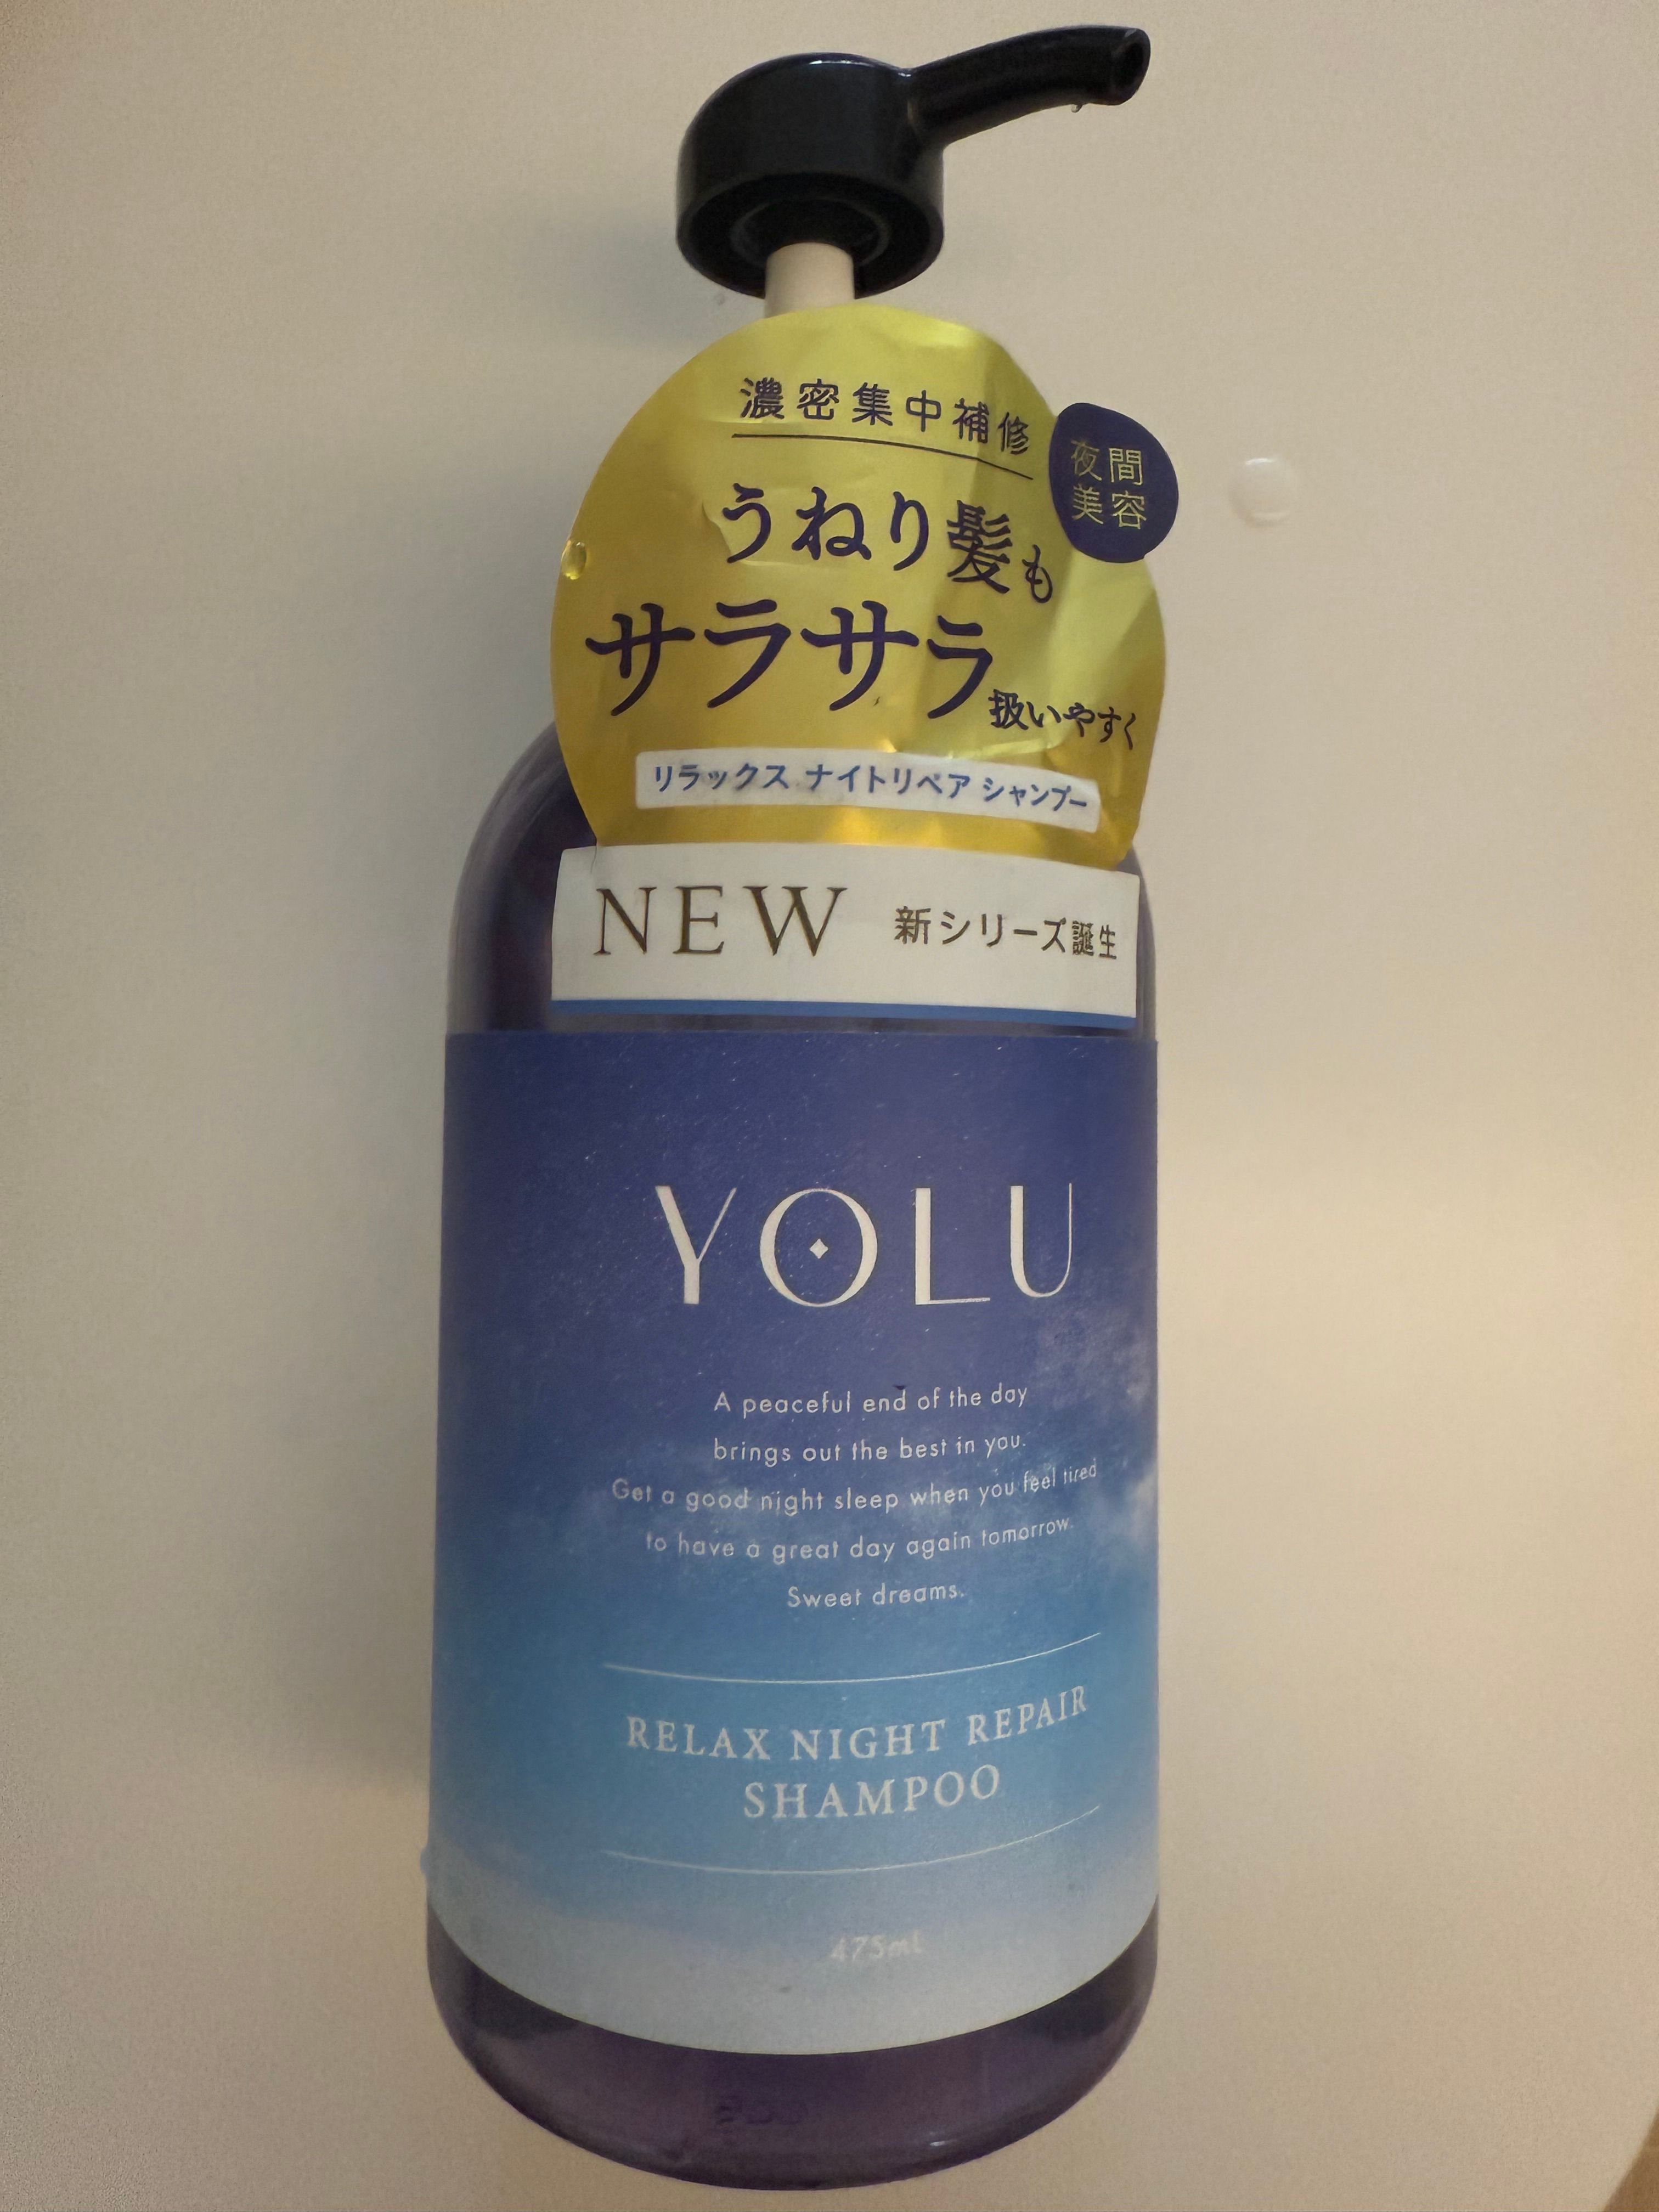 濃密集中補修
夜間
美容
うねり髪も
サラサラ扱いやすく
リラックス ナイトリペア シャンプー
NEW 新シリーズ誕生
YOLU
A peaceful end of the day
brings out the best in you.
Get a good night sleep when you feel tired
to have a great day again tomorrow.
Sweet dreams.
RELAX NIGHT REPAIR
SHAMPOO
475mL